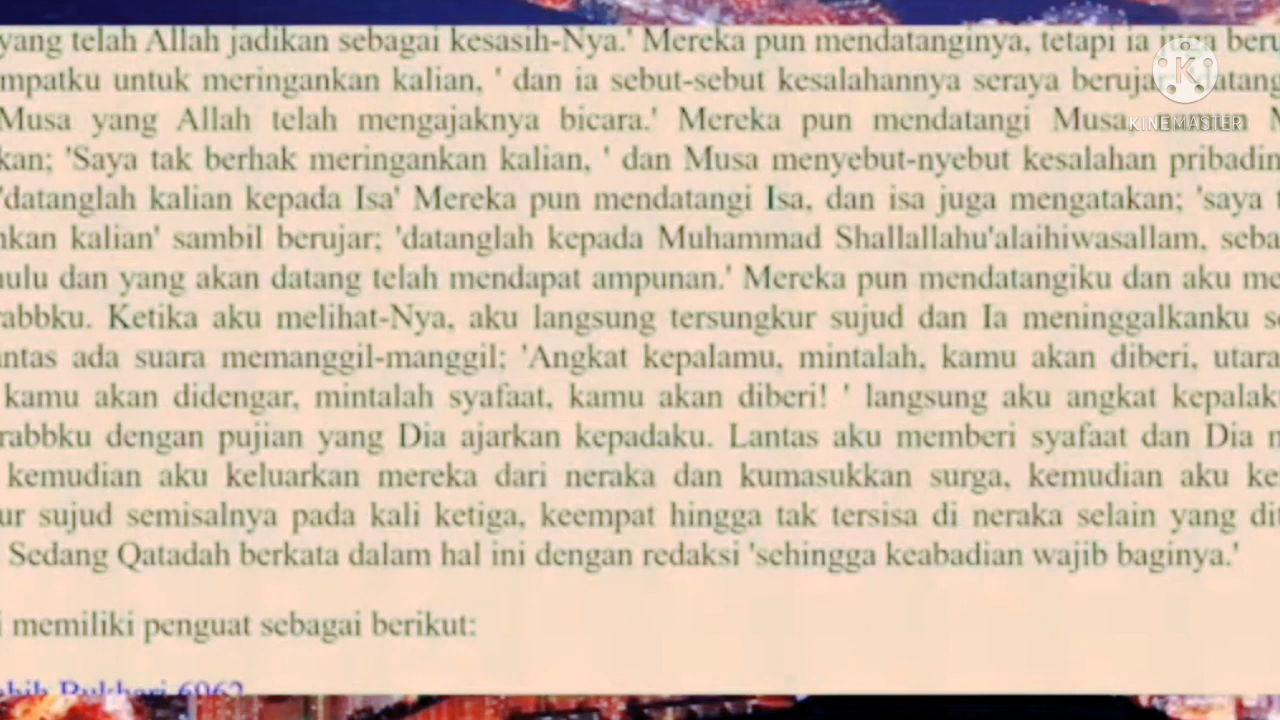 yang telah Allah jadikan sebagai kesasih-Nya.' Mereka pun mendatanginya, tetapi ia juga
untuk meringankan kalian, ' dan ia sebut-sebut kesalahannya seraya
Musa yang Allah telah mengajaknya bicara.' Mereka pun mendatangi Musa
'Saya tak berhak meringankan kalian, ' dan Musa menyebut-nyebut kesalahan
'datanglah kalian kepada Isa' Mereka pun mendatangi Isa, dan isa juga mengatakan; 'saya
kalian' sambil berujar; 'datanglah kepada Muhammad Shallallahu'alaihiwasallam,
dan yang akan datang telah mendapat ampunan.' Mereka pun mendatangiku dan aku
Ketika aku melihat-Nya, aku langsung tersungkur sujud dan Ia meninggalkanku
ada suara memanggil-manggil; 'Angkat kepalamu, mintalah, kamu akan diberi,
kamu akan didengar, mintalah syafaat, kamu akan diberi! ' langsung aku angkat
dengan pujian yang Dia ajarkan kepadaku. Lantas aku memberi syafaat dan Dia
kemudian aku keluarkan mereka dari neraka dan kumasukkan surga, kemudian aku
sujud semisalnya pada kali ketiga, keempat hingga tak tersisa di neraka selain yang
Sedang Qatadah berkata dalam hal ini dengan redaksi 'sehingga keabadian wajib baginya.'
memiliki penguat sebagai berikut:
K
KINEMASTER